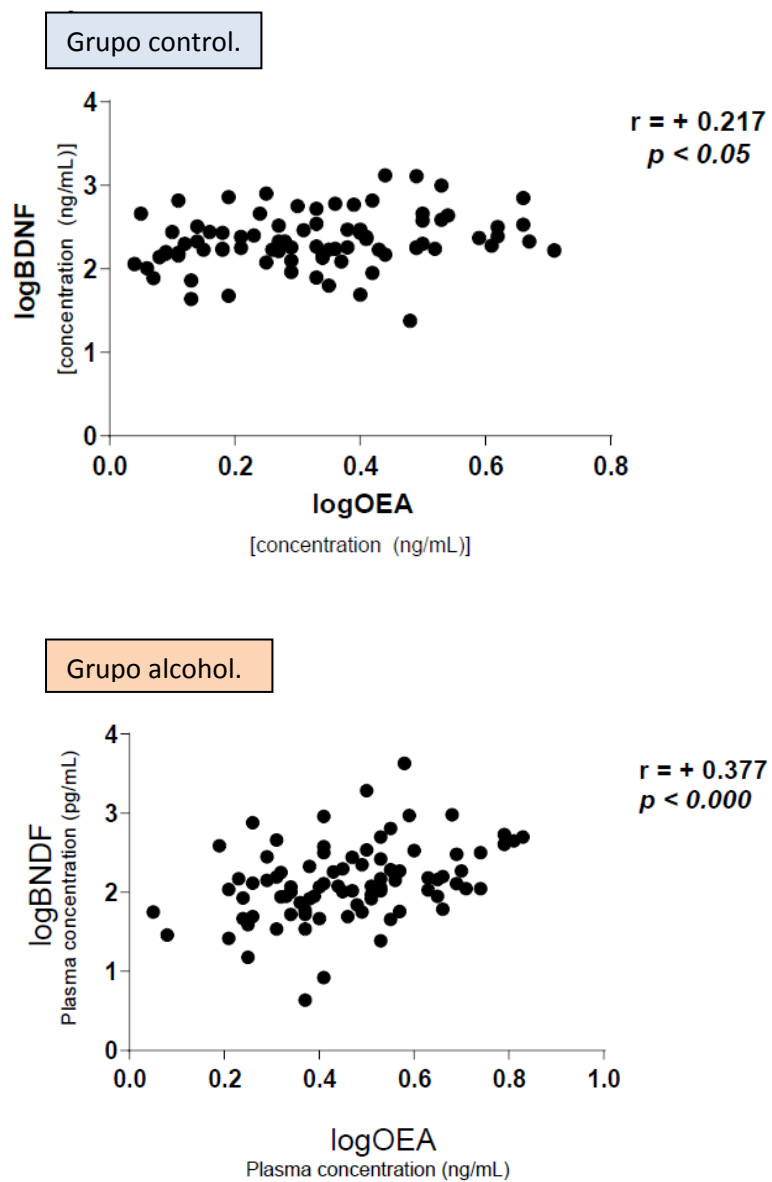 Grupo control.
r = + 0.217
p < 0.05
4
3
2
1
0
logBDNF
[concentration (ng/mL)]
0.0 0.2 0.4 0.6 0.8
logOEA
[concentration (ng/mL)]
Grupo alcohol.
r = + 0.377
p < 0.000
4
3
2
1
0
logBNDF
Plasma concentration (pg/mL)
0.0 0.2 0.4 0.6 0.8 1.0
logOEA
Plasma concentration (ng/mL)